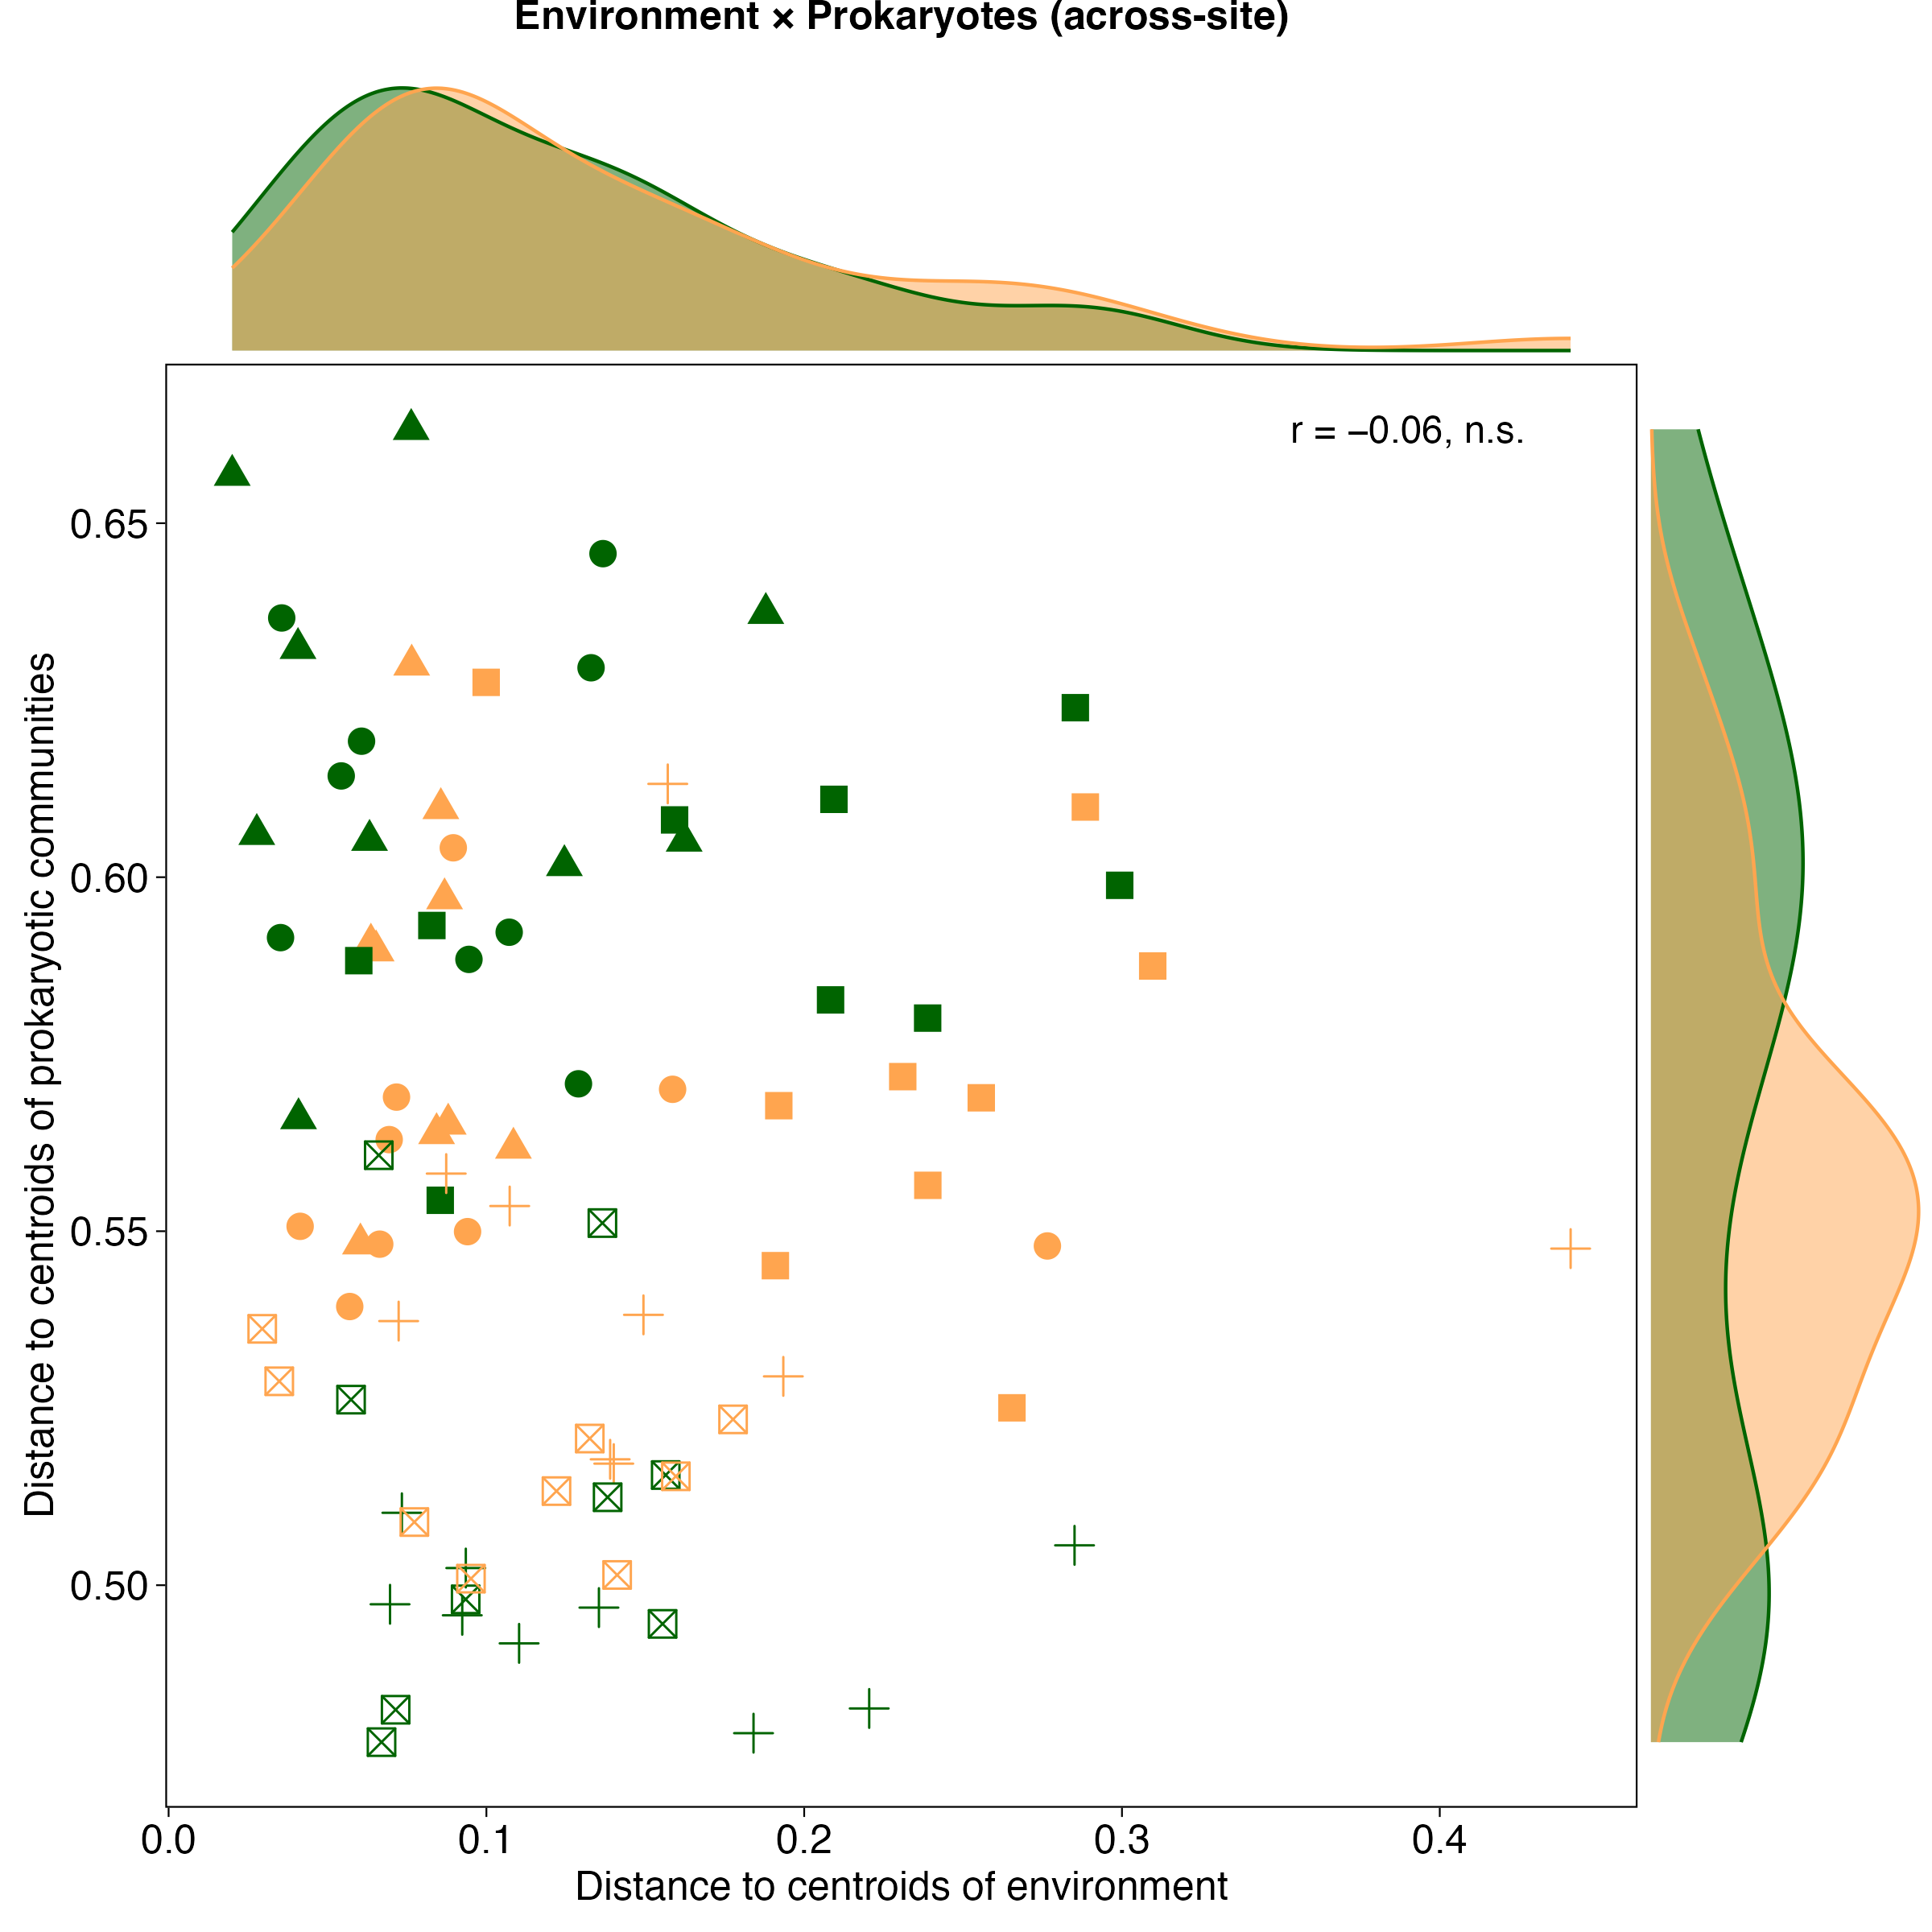 Environment × Prokaryotes (across-site)
r = −0.06, n.s.
Distance to centroids of prokaryotic communities
0.65
0.60
0.55
0.50
0.0 0.1 0.2 0.3 0.4
Distance to centroids of environment